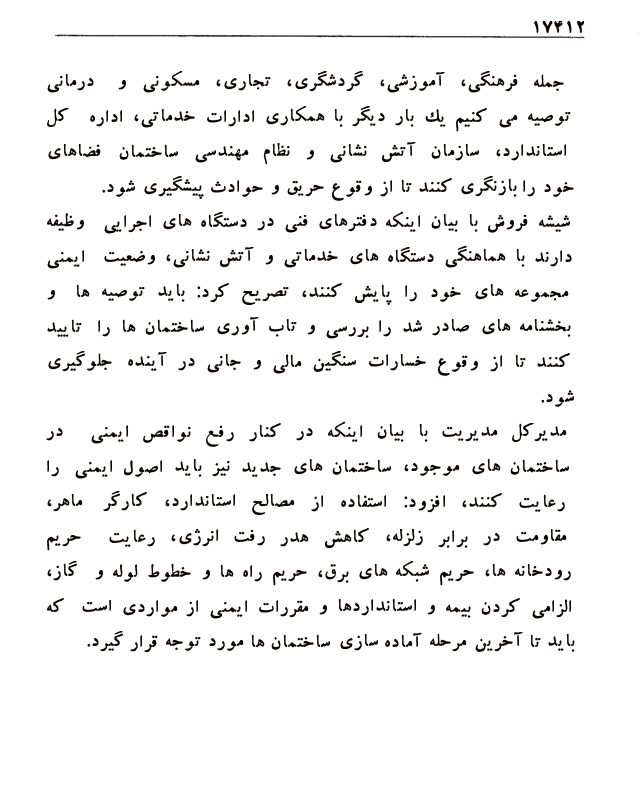 ۱۷۴۱۲
جمله فرهنگی، آموزشی، گردشگری، تجاری، مسکونی و درمانی
توصیه می کنیم یك بار دیگر با همکاری ادارات خدماتی، اداره کل
استاندارد، سازمان آتش نشانی و نظام مهندسی ساختمان فضاهای
خود را بازنگری کنند تا از وقوع حریق و حوادث پیشگیری شود.
شیشه فروش با بیان اینکه دفترهای فنی در دستگاه های اجرایی وظیفه
دارند با هماهنگی دستگاه های خدماتی و آتش نشانی، وضعیت ایمنی
مجموعه های خود را پایش کنند، تصریح کرد: باید توصیه ها و
بخشنامه های صادر شد را بررسی و تاب آوری ساختمان ها را تایید
کنند تا از وقوع خسارات سنگین مالی و جانی در آینده جلوگیری
شود.
مدیرکل مدیریت با بیان اینکه در کنار رفع نواقص ایمنی در
ساختمان های موجود، ساختمان های جدید نیز باید اصول ایمنی را
رعایت کنند، افزود: استفاده از مصالح استاندارد، کارگر ماهر،
مقاومت در برابر زلزله، کاهش هدر رفت انرژی، رعایت حریم
رودخانه ها، حریم شبکه های برق، حریم راه ها و خطوط لوله و گاز،
الزامی کردن بیمه و استانداردها و مقررات ایمنی از مواردی است که
باید تا آخرین مرحله آماده سازی ساختمان ها مورد توجه قرار گیرد.